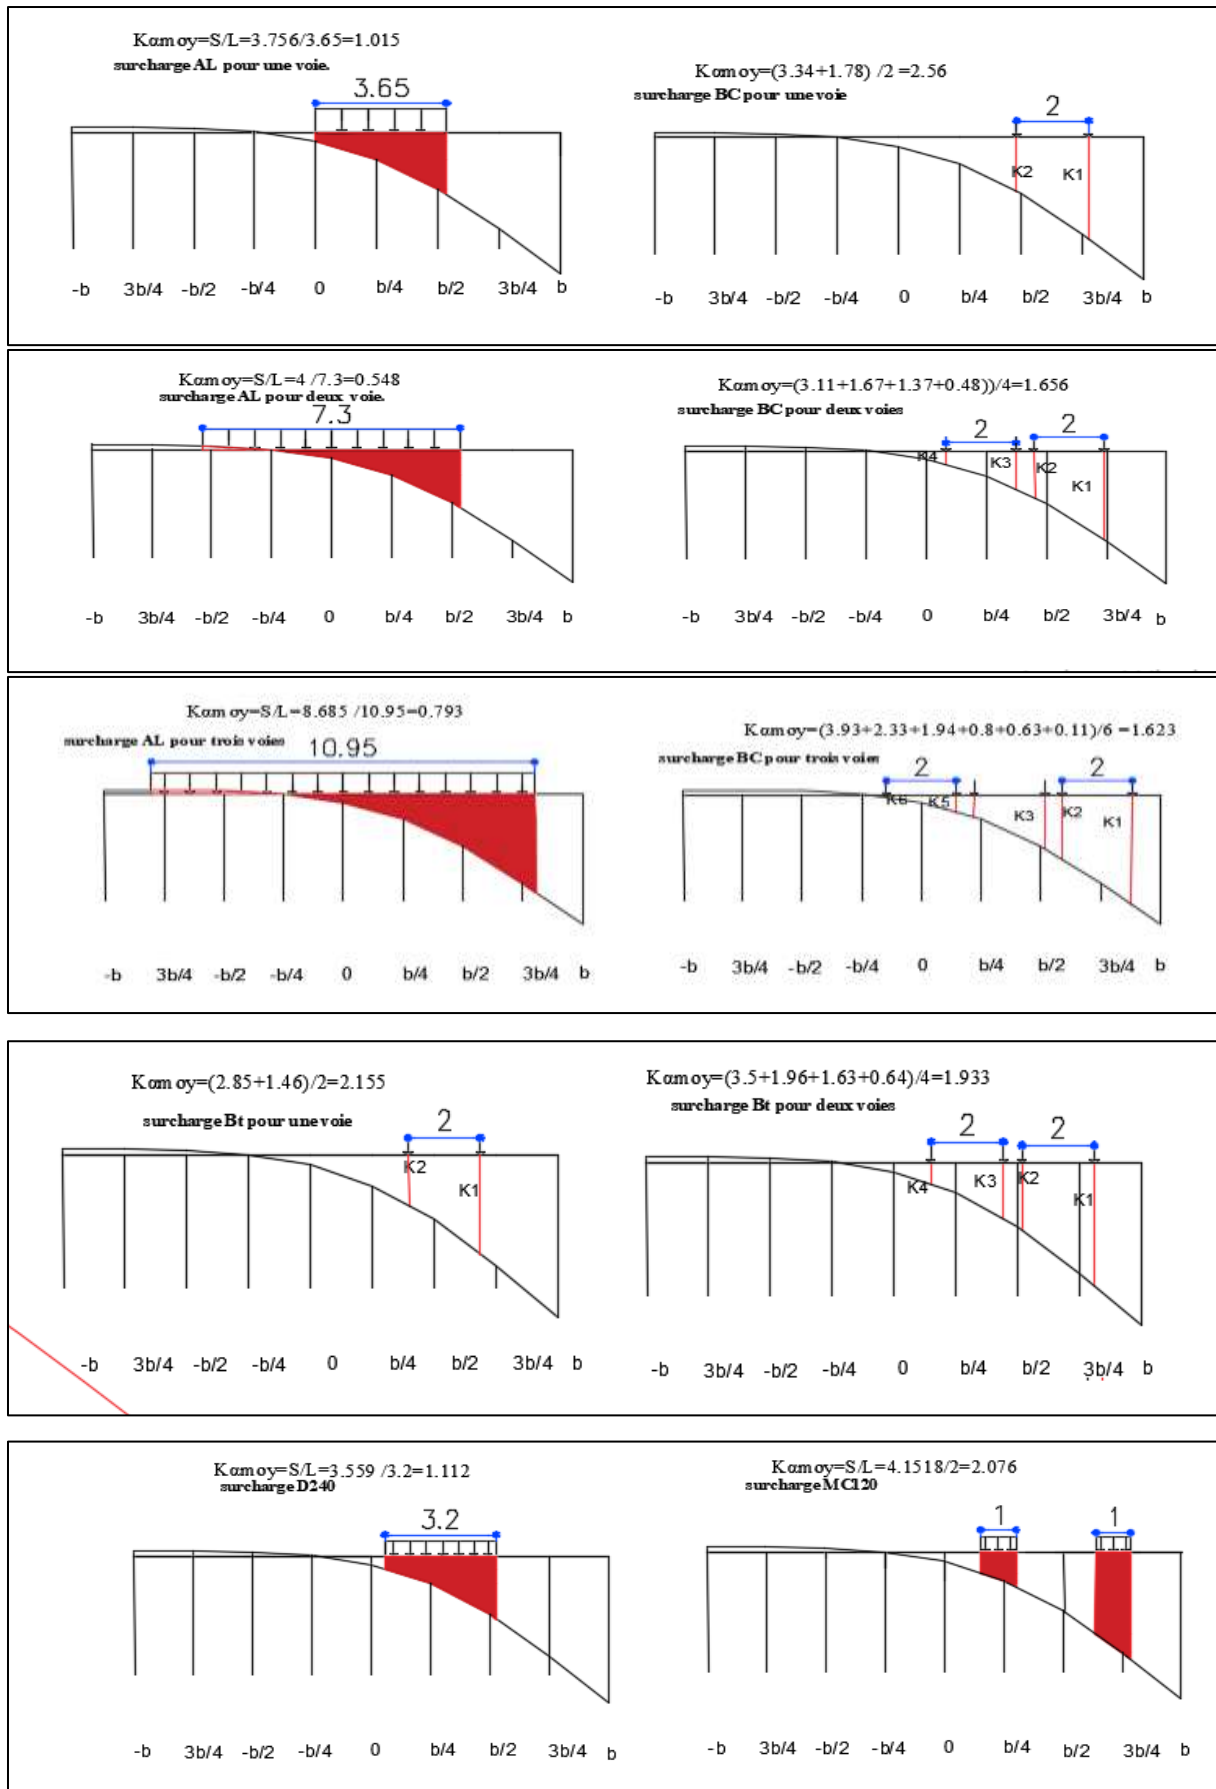 Kαmoy=S/L=3.756/3.65=1.015
surcharge AL pour une voie.
3.65
-b 3b/4 -b/2 -b/4 0 b/4 b/2 3b/4 b
Kαmoy=(3.34+1.78) /2 =2.56
surcharge BC pour une voie
2
K2 K1
-b 3b/4 -b/2 -b/4 0 b/4 b/2 3b/4 b
Kαmoy=S/L=4 /7.3=0.548
surcharge AL pour deux voie.
7.3
-b 3b/4 -b/2 -b/4 0 b/4 b/2 3b/4 b
Kαmoy=(3.11+1.67+1.37+0.48))/4=1.656
surcharge BC pour deux voies
2 2
K4 K3 K2 K1
-b 3b/4 -b/2 -b/4 0 b/4 b/2 3b/4 b
Kαmoy=S/L=8.685 /10.95=0.793
surcharge AL pour trois voies
10.95
-b 3b/4 -b/2 -b/4 0 b/4 b/2 3b/4 b
Kαmoy=(3.93+2.33+1.94+0.8+0.63+0.11)/6 =1.623
surcharge BC pour trois voies
2 2
K6 K5 K3 K2 K1
-b 3b/4 -b/2 -b/4 0 b/4 b/2 3b/4 b
Kαmoy=(2.85+1.46)/2=2.155
surcharge Bt pour une voie
2
K2 K1
-b 3b/4 -b/2 -b/4 0 b/4 b/2 3b/4 b
Kαmoy=(3.5+1.96+1.63+0.64)/4=1.933
surcharge Bt pour deux voies
2 2
K4 K3 K2 K1
-b 3b/4 -b/2 -b/4 0 b/4 b/2 3b/4 b
Kαmoy=S/L=3.559 /3.2=1.112
surcharge D240
3.2
-b 3b/4 -b/2 -b/4 0 b/4 b/2 3b/4 b
Kαmoy=S/L=4.1518/2=2.076
surcharge MC120
1 1
-b 3b/4 -b/2 -b/4 0 b/4 b/2 3b/4 b